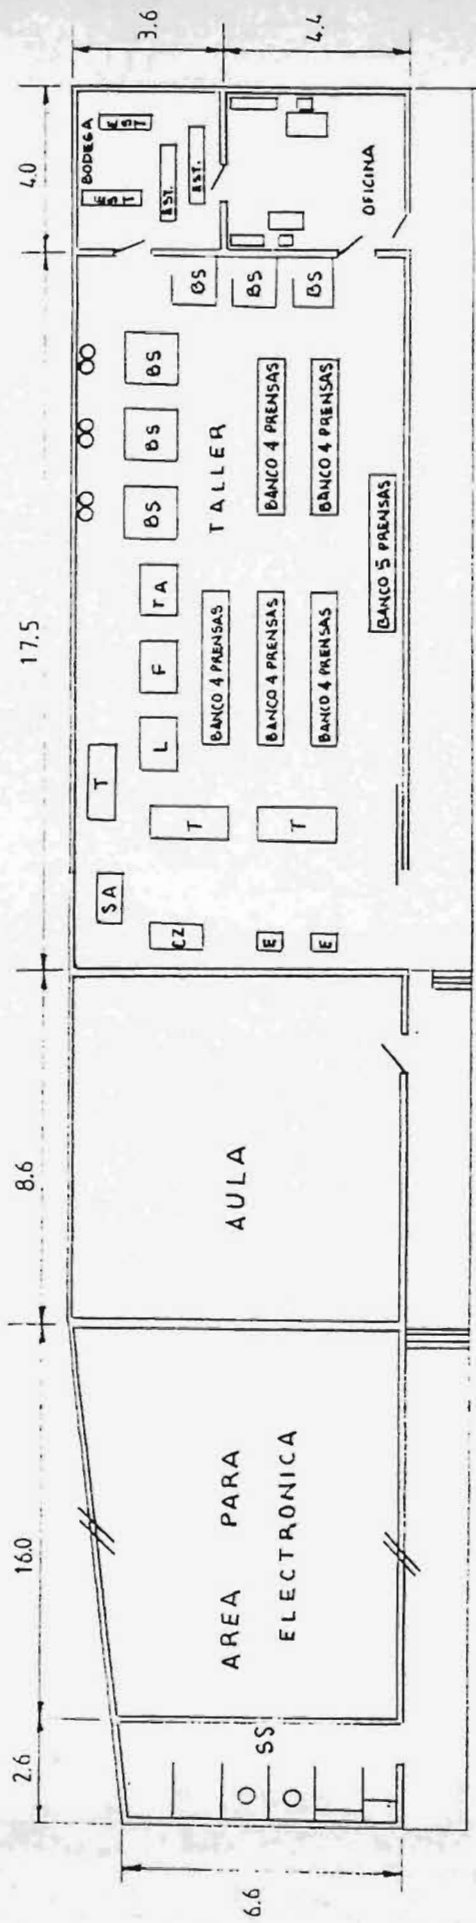 2.6
16.0
8.6
17.5
4.0
3.6
4.4
6.6
SS
AREA PARA
ELECTRONICA
AULA
SA
CZ
E
E
T
T
T
L
F
TA
BS
BS
BS
TALLER
BANCO 4 PRENSAS
BANCO 4 PRENSAS
BANCO 4 PRENSAS
BANCO 4 PRENSAS
BANCO 4 PRENSAS
BANCO 5 PRENSAS
BS
BS
BS
BODEGA
EST
EST
EST.
EST.
OFICINA